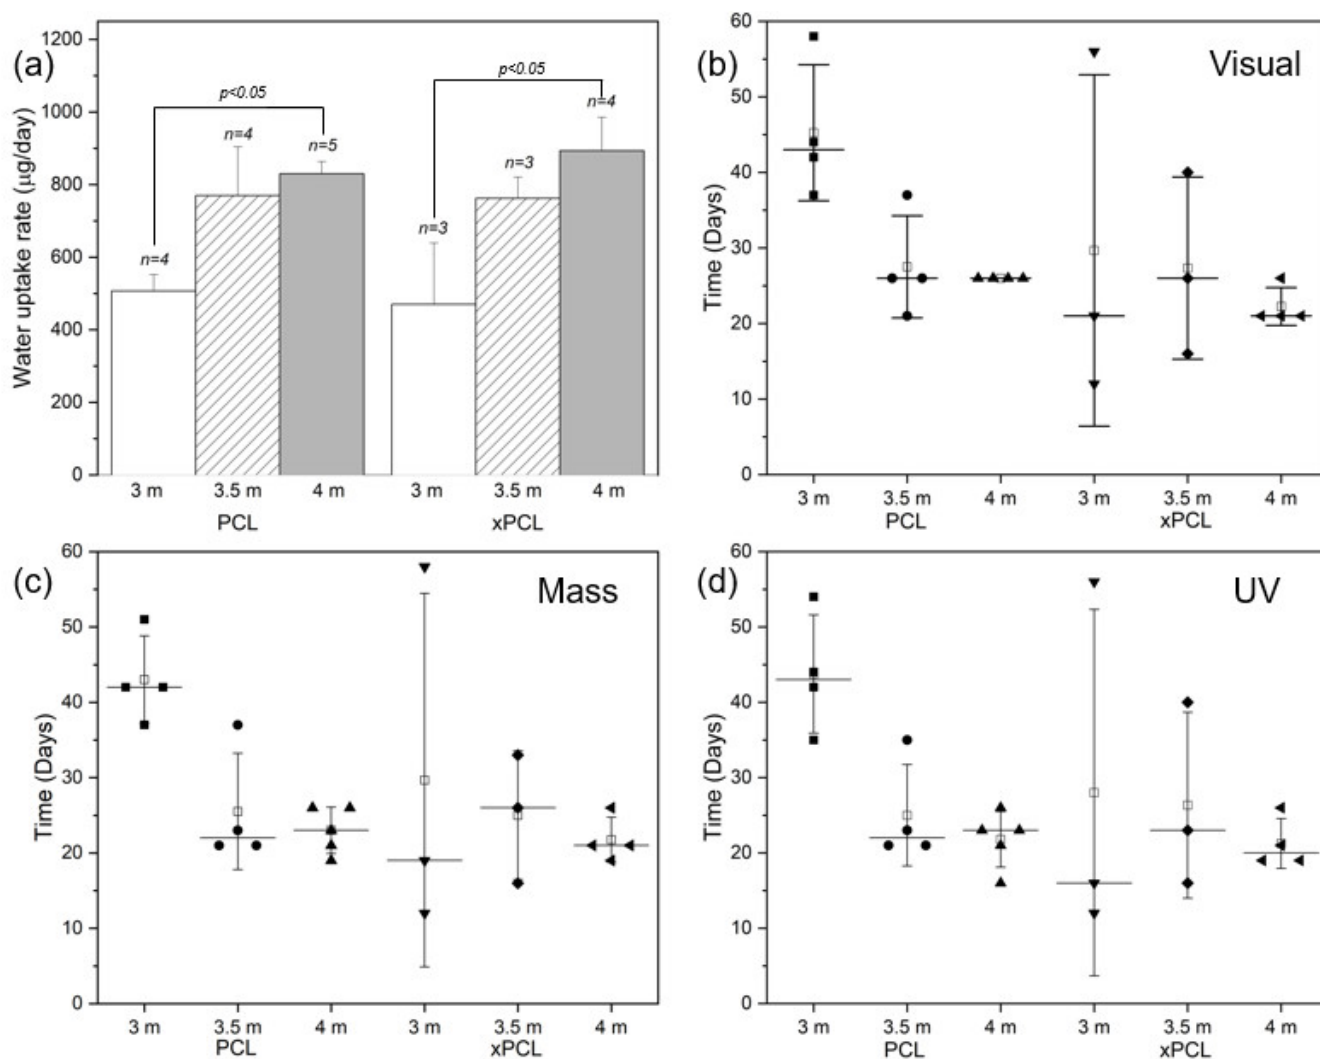 (a)
Water uptake rate (µg/day)
1200
1000
800
600
400
200
0
p<0.05
p<0.05
n=4
n=4
n=5
n=3
n=3
n=4
3 m 3.5 m 4 m 3 m 3.5 m 4 m
PCL xPCL
(b)
Visual
Time (Days)
60
50
40
30
20
10
0
3 m 3.5 m 4 m 3 m 3.5 m 4 m
PCL xPCL
(c)
Mass
Time (Days)
60
50
40
30
20
10
0
3 m 3.5 m 4 m 3 m 3.5 m 4 m
PCL xPCL
(d)
UV
Time (Days)
60
50
40
30
20
10
0
3 m 3.5 m 4 m 3 m 3.5 m 4 m
PCL xPCL